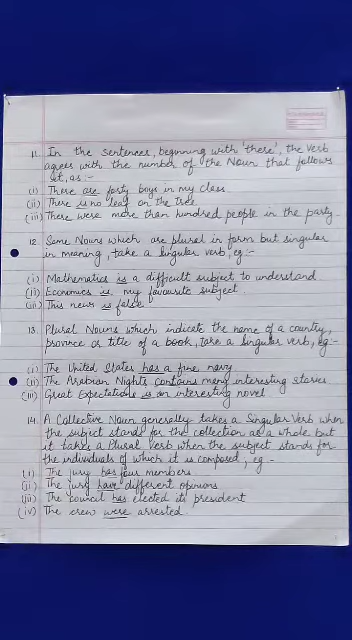 11. In the sentences, beginning with 'there', the verb
agrees with the number of the Noun that follows
it, as :-
(i) There are forty boys in my class.
(ii) There is no leaf on the tree.
(iii) There were more than hundred people in the party.
12. Some Nouns which are plural in form but singular
in meaning, take a singular verb, eg:-
(i) Mathematics is a difficult subject to understand.
(ii) Economics is my favourite subject.
(iii) This news is false.
13. Plural Nouns which indicate the name of a country,
province or title of a book, take a singular verb, eg:-
(i) The United States has a fine navy.
(ii) The Arabian Nights contains many interesting stories.
(iii) Great Expectations is an interesting novel.
14. A Collective Noun generally takes a Singular Verb when
the subject stands for the collection as a whole but
it take a Plural Verb when the subject stands for
the individuals of which it is composed, eg -
(i) The jury has four members
(ii) The jury have different opinions
(iii) The council has elected its president
(iv) The crew were arrested.